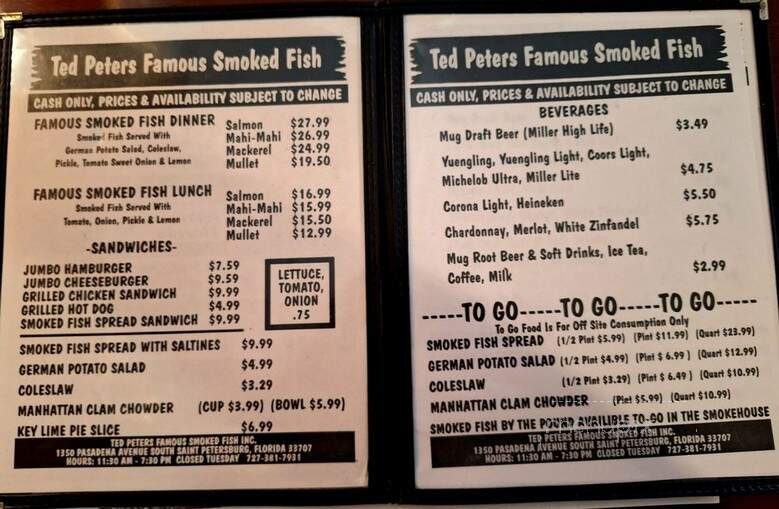 Ted Peters Famous Smoked Fish
CASH ONLY, PRICES & AVAILABILITY SUBJECT TO CHANGE
FAMOUS SMOKED FISH DINNER
Smoked Fish Served With
German Potato Salad, Coleslaw,
Pickle, Tomato Sweet Onion & Lemon
Salmon $27.99
Mahi-Mahi $26.99
Mackerel $24.99
Mullet $19.50
FAMOUS SMOKED FISH LUNCH
Smoked Fish Served With
Tomato, Onion, Pickle & Lemon
Salmon $16.99
Mahi-Mahi $15.99
Mackerel $15.50
Mullet $12.99
-SANDWICHES-
JUMBO HAMBURGER $7.59
JUMBO CHEESEBURGER $9.59
GRILLED CHICKEN SANDWICH $9.99
GRILLED HOT DOG $4.99
SMOKED FISH SPREAD SANDWICH $9.99
LETTUCE,
TOMATO,
ONION
.75
SMOKED FISH SPREAD WITH SALTINES $9.99
GERMAN POTATO SALAD $4.99
COLESLAW $3.29
MANHATTAN CLAM CHOWDER (CUP $3.99) (BOWL $5.99)
KEY LIME PIE SLICE $6.99
TED PETERS FAMOUS SMOKED FISH INC.
1350 PASADENA AVENUE SOUTH SAINT PETERSBURG, FLORIDA 33707
HOURS: 11:30 AM - 7:30 PM CLOSED TUESDAY 727-381-7931
Ted Peters Famous Smoked Fish
CASH ONLY, PRICES & AVAILABILITY SUBJECT TO CHANGE
BEVERAGES
Mug Draft Beer (Miller High Life) $3.49
Yuengling, Yuengling Light, Coors Light,
Michelob Ultra, Miller Lite $4.75
Corona Light, Heineken $5.50
Chardonnay, Merlot, White Zinfandel $5.75
Mug Root Beer & Soft Drinks, Ice Tea,
Coffee, Milk $2.99
-----TO GO-----TO GO-----TO GO-----
To Go Food Is For Off Site Consumption Only
SMOKED FISH SPREAD (1/2 Pint $5.99) (Pint $11.99) (Quart $23.99)
GERMAN POTATO SALAD (1/2 Pint $4.99) (Pint $ 6.99 ) (Quart $12.99)
COLESLAW (1/2 Pint $3.29) (Pint $ 6.49 ) (Quart $10.99)
MANHATTAN CLAM CHOWDER (Pint $5.99) (Quart $10.99)
SMOKED FISH BY THE POUND AVAILIBLE TO-GO IN THE SMOKEHOUSE
TED PETERS FAMOUS SMOKED FISH INC.
1350 PASADENA AVENUE SOUTH SAINT PETERSBURG, FLORIDA 33707
HOURS: 11:30 AM - 7:30 PM CLOSED TUESDAY 727-381-7931